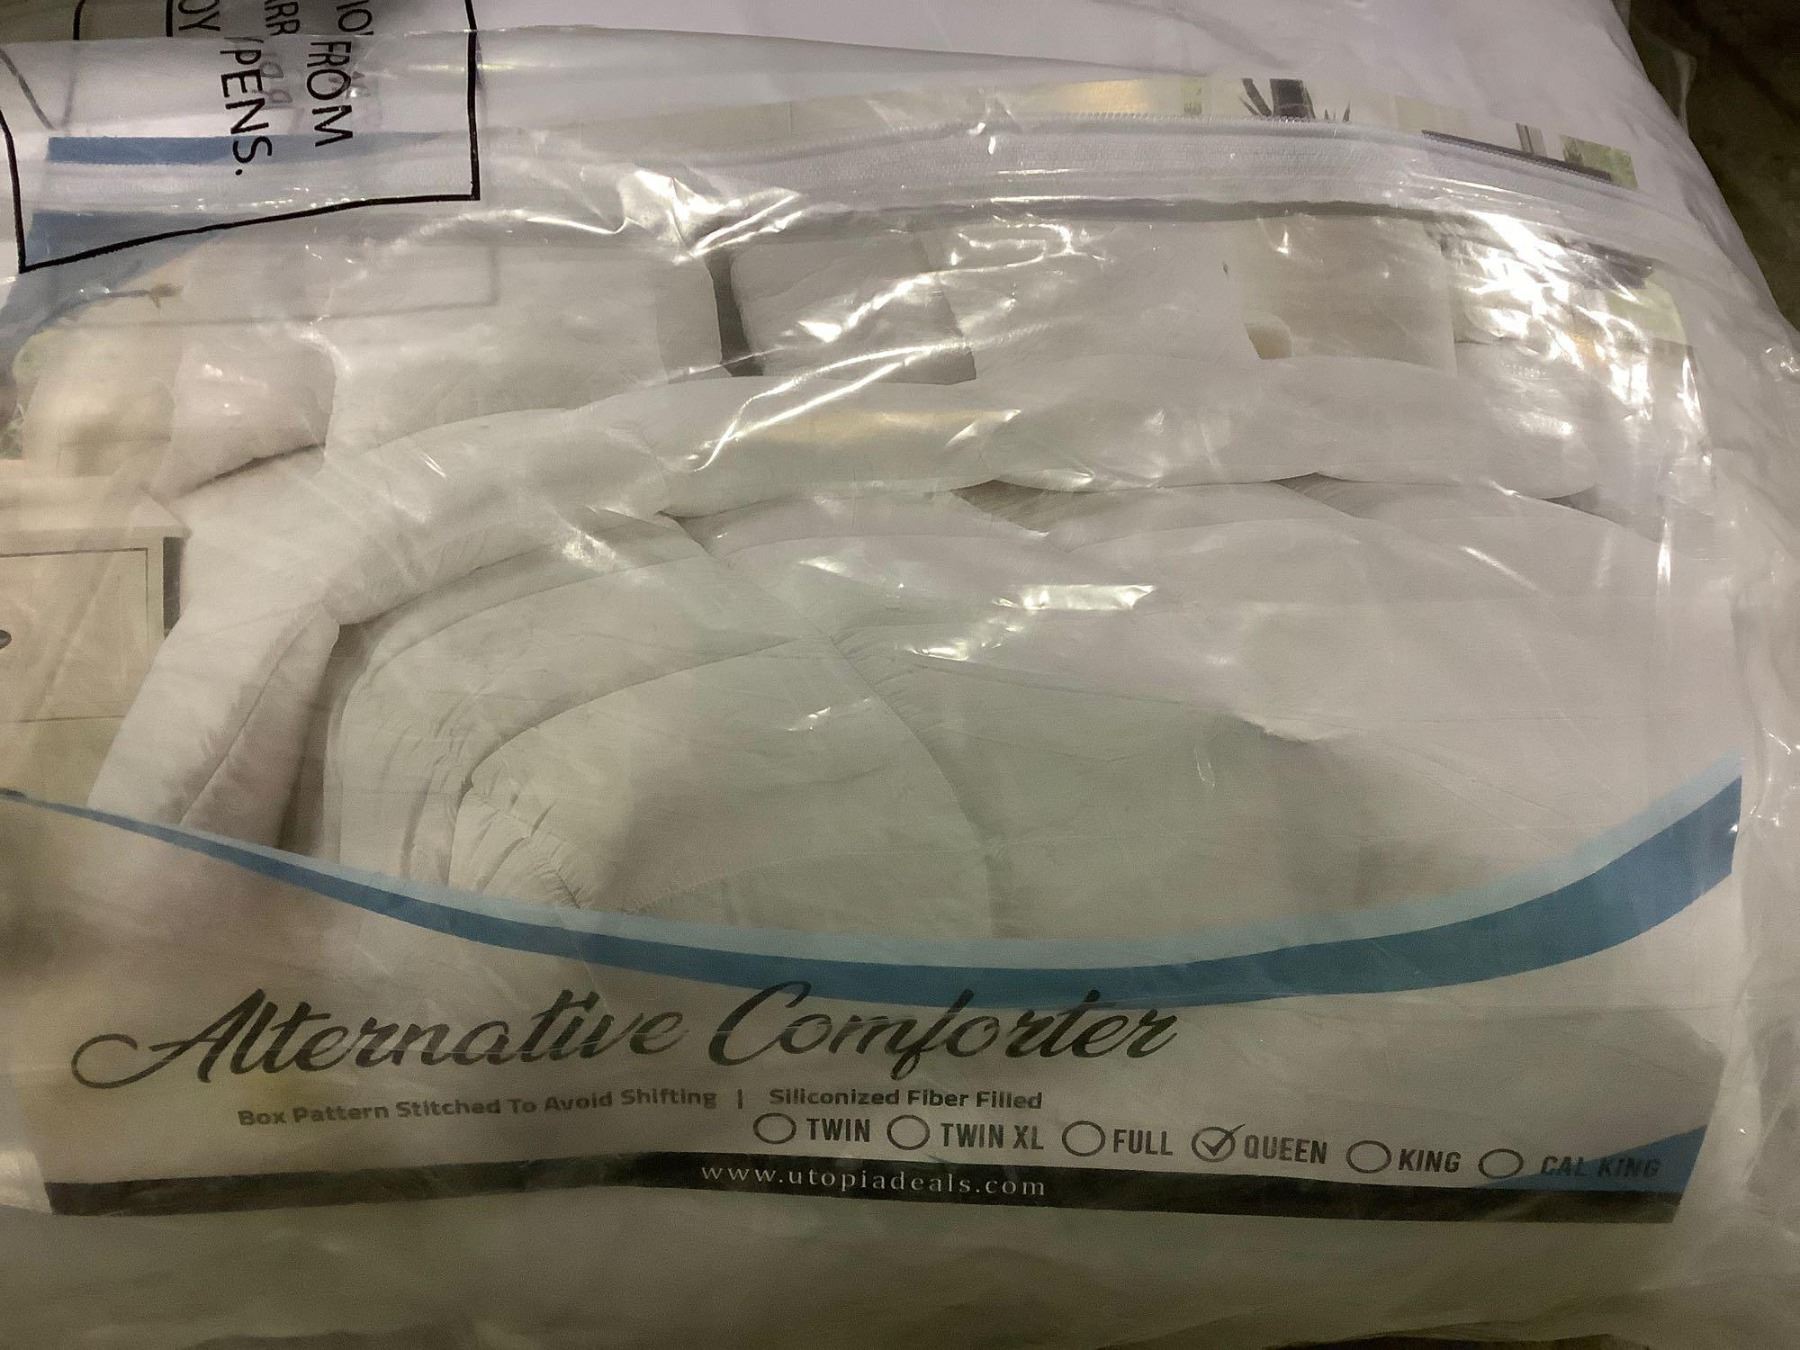 FROM
PENS.
Alternative Comforter
Box Pattern Stitched To Avoid Shifting | Siliconized Fiber Filled
TWIN TWIN XL FULL QUEEN KING CAL KING
www.utopiadeals.com